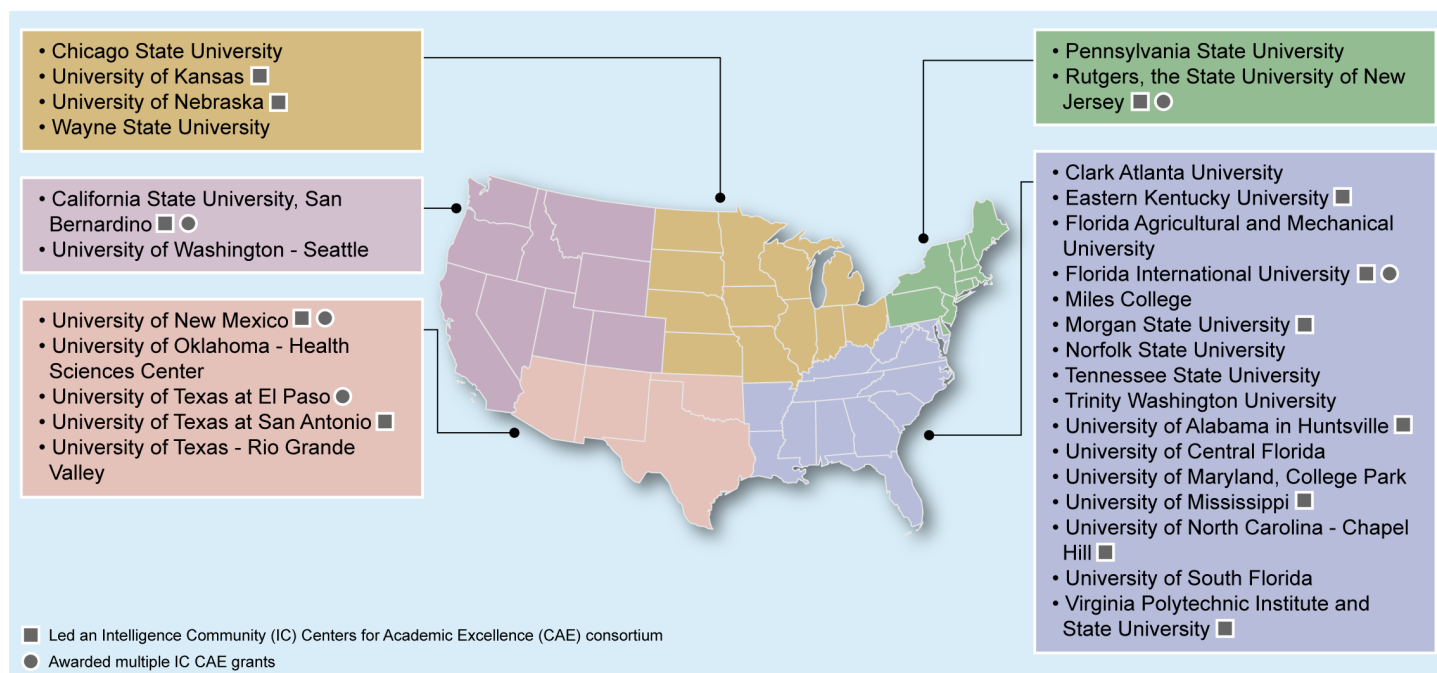 • Chicago State University
• University of Kansas
• University of Nebraska
• Wayne State University
• California State University, San
Bernardino
• University of Washington - Seattle
• University of New Mexico
• University of Oklahoma - Health
Sciences Center
• University of Texas at El Paso
• University of Texas at San Antonio
• University of Texas - Rio Grande
Valley
• Pennsylvania State University
• Rutgers, the State University of New
Jersey
• Clark Atlanta University
• Eastern Kentucky University
• Florida Agricultural and Mechanical
University
• Florida International University
• Miles College
• Morgan State University
• Norfolk State University
• Tennessee State University
• Trinity Washington University
• University of Alabama in Huntsville
• University of Central Florida
• University of Maryland, College Park
• University of Mississippi
• University of North Carolina - Chapel
Hill
• University of South Florida
• Virginia Polytechnic Institute and
State University
Led an Intelligence Community (IC) Centers for Academic Excellence (CAE) consortium
Awarded multiple IC CAE grants